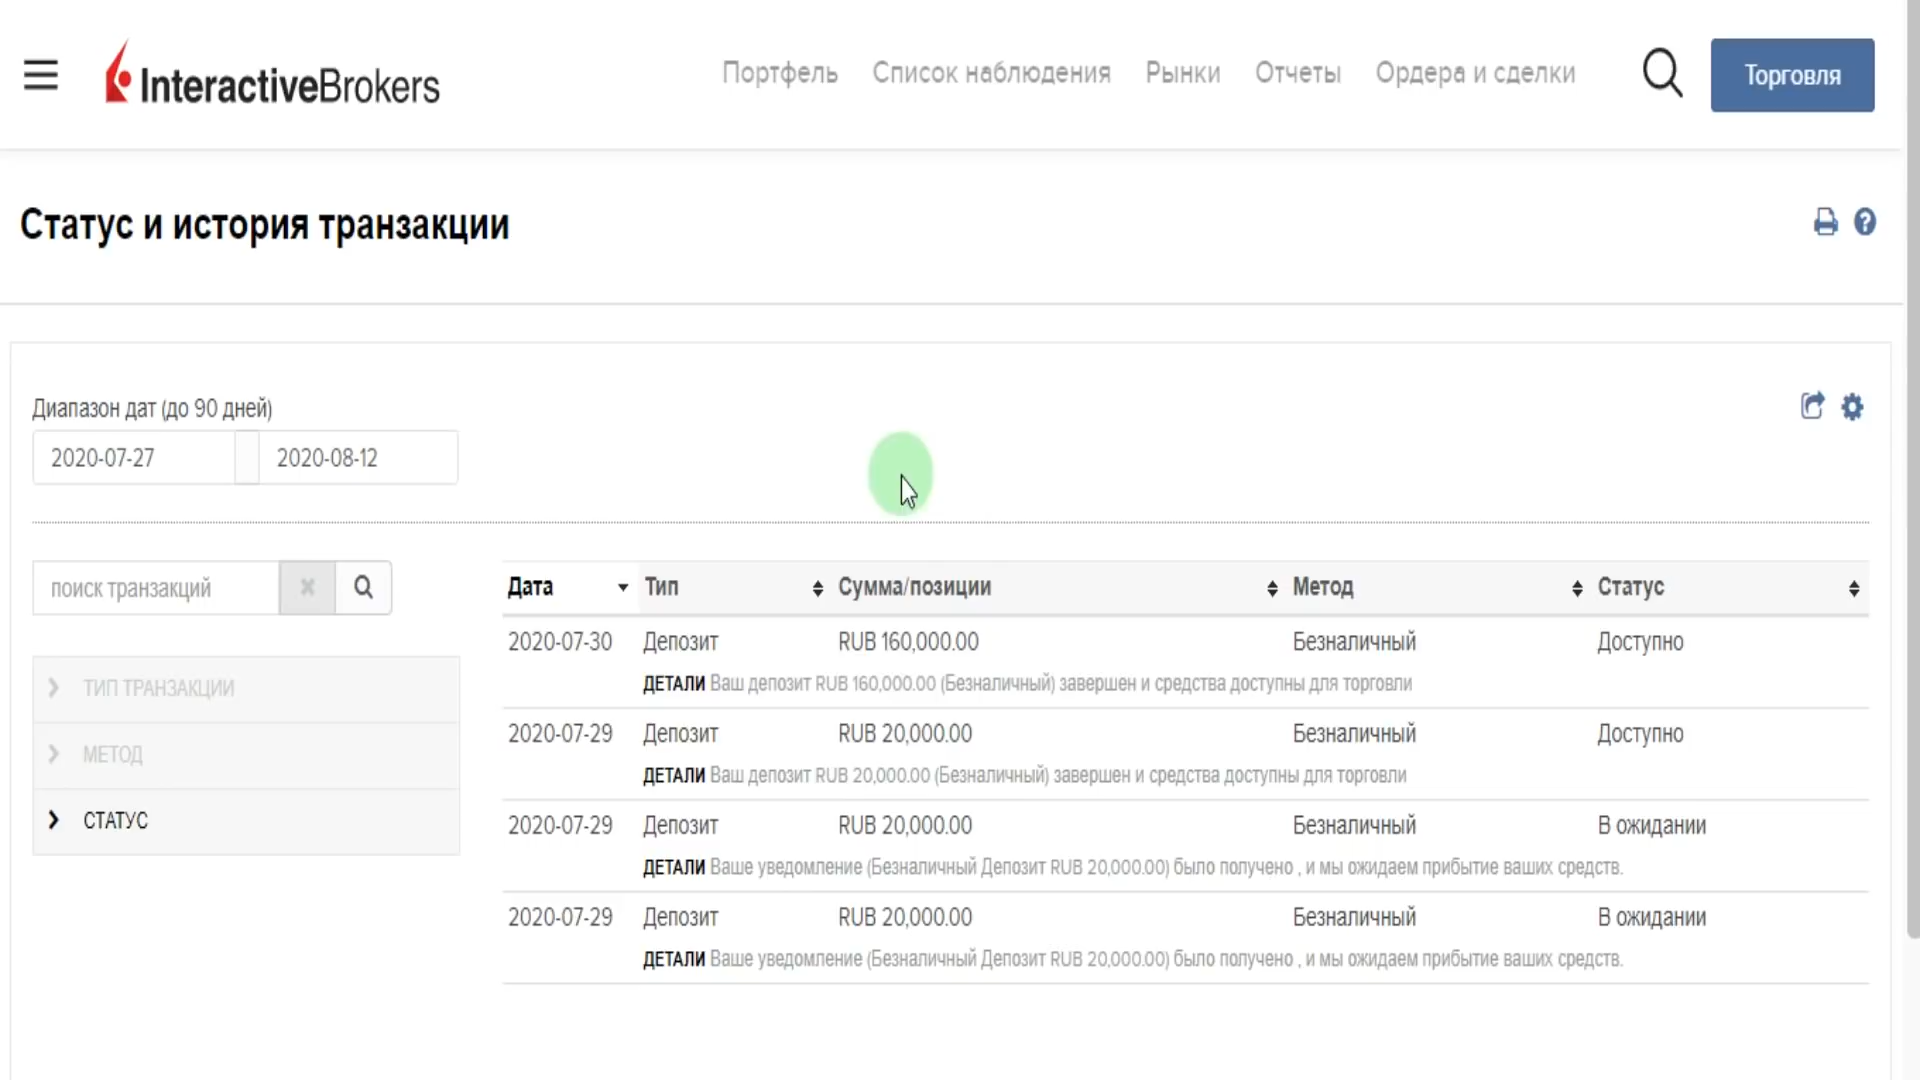 InteractiveBrokers
Портфель Список наблюдения Рынки Отчеты Ордера и сделки Торговля
Статус и история транзакции
Диапазон дат (до 90 дней)
2020-07-27 2020-08-12
поиск транзакций
ТИП ТРАНЗАКЦИИ
МЕТОД
СТАТУС
Дата Тип Сумма/позиции Метод Статус
2020-07-30 Депозит RUB 160,000.00 Безналичный Доступно
ДЕТАЛИ Ваш депозит RUB 160,000.00 (Безналичный) завершен и средства доступны для торговли
2020-07-29 Депозит RUB 20,000.00 Безналичный Доступно
ДЕТАЛИ Ваш депозит RUB 20,000.00 (Безналичный) завершен и средства доступны для торговли
2020-07-29 Депозит RUB 20,000.00 Безналичный В ожидании
ДЕТАЛИ Ваше уведомление (Безналичный Депозит RUB 20,000.00) было получено , и мы ожидаем прибытие ваших средств.
2020-07-29 Депозит RUB 20,000.00 Безналичный В ожидании
ДЕТАЛИ Ваше уведомление (Безналичный Депозит RUB 20,000.00) было получено , и мы ожидаем прибытие ваших средств.